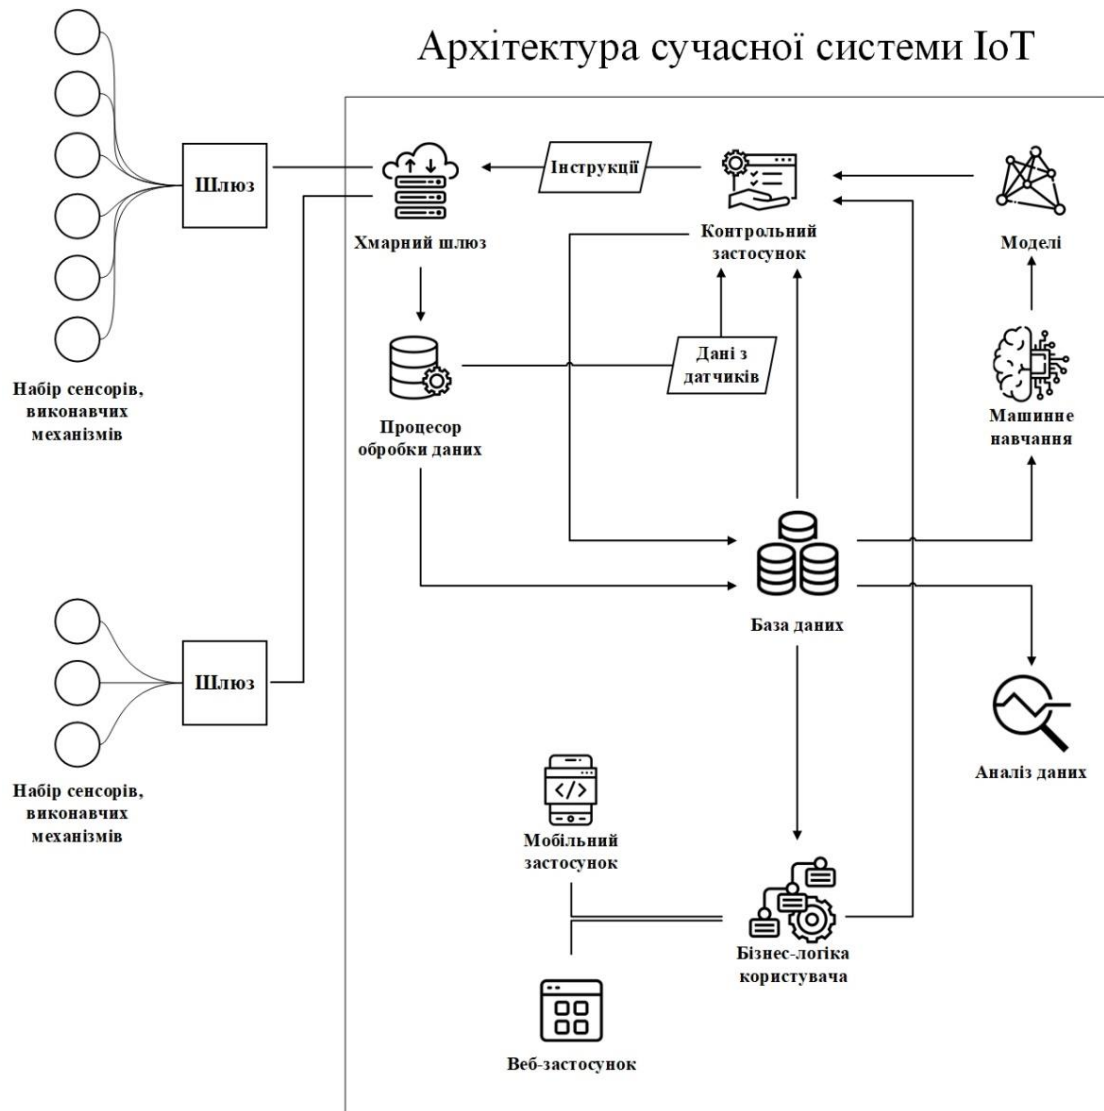 Архітектура сучасної системи IoT
Шлюз
Інструкції
Хмарний шлюз
Контрольний
застосунок
Моделі
Набір сенсорів,
виконавчих
механізмів
Дані з
датчиків
Процесор
обробки даних
Машинне
навчання
База даних
Шлюз
Набір сенсорів,
виконавчих
механізмів
Аналіз даних
Мобільний
застосунок
Бізнес-логіка
користувача
Веб-застосунок